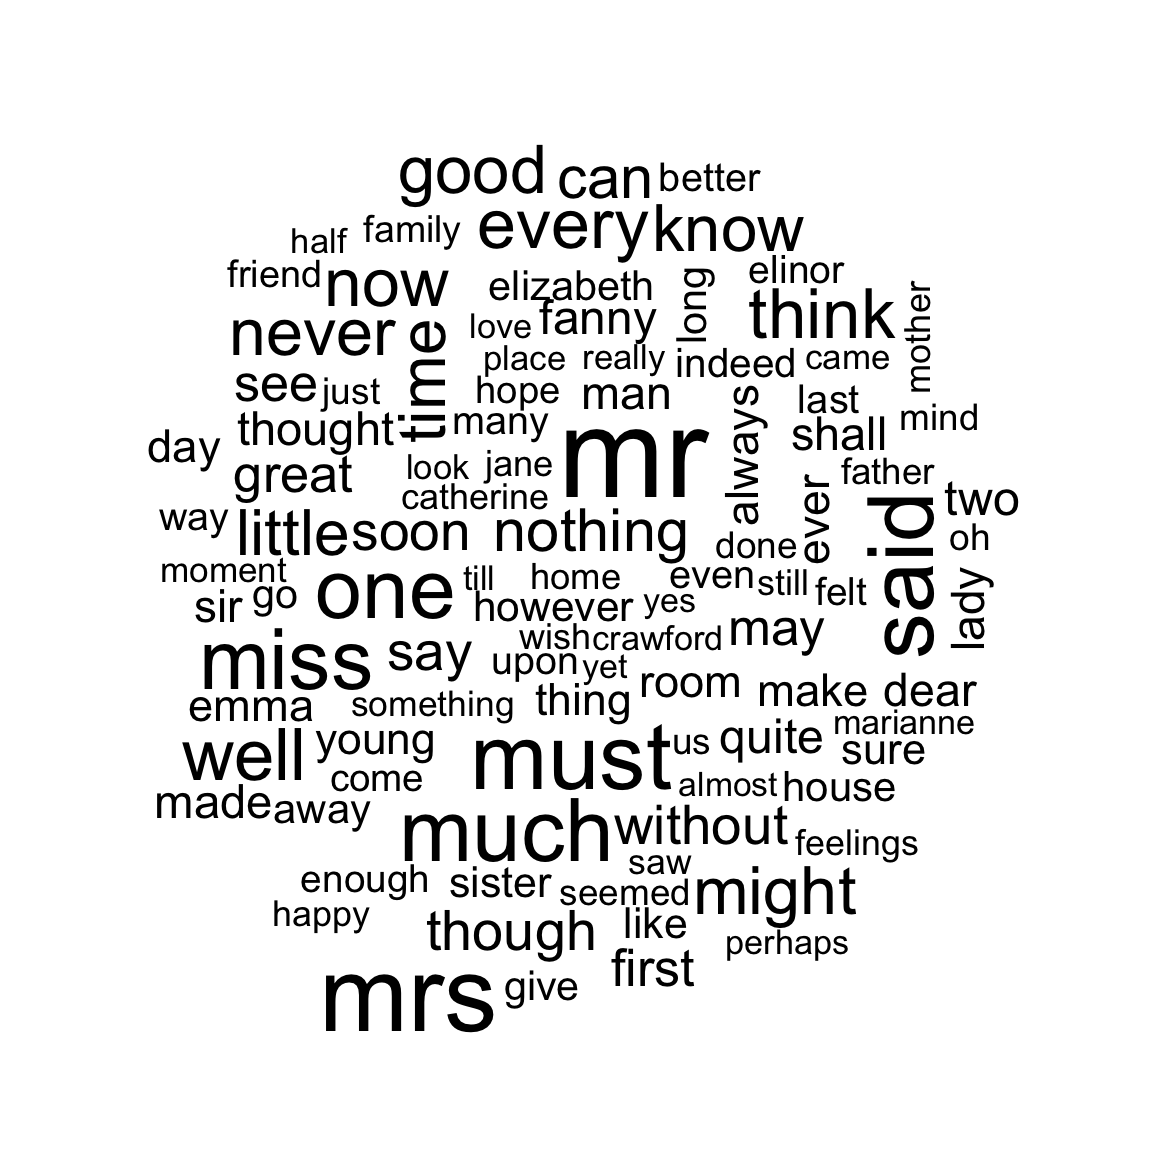 good can better
half family every know
friend now elizabeth long elinor
never time love fanny think mother
place really indeed came
see just hope man always last
thought many mr shall mind
day great look jane father
catherine ever said two
way little soon nothing done oh
moment one till home even still felt lady
sir go however yes
miss say wish crawford may
upon yet room
emma something thing make dear
well young must us quite marianne
come sure
made away almost house
much without feelings
enough sister saw
seemed might
happy though like perhaps
mrs give first